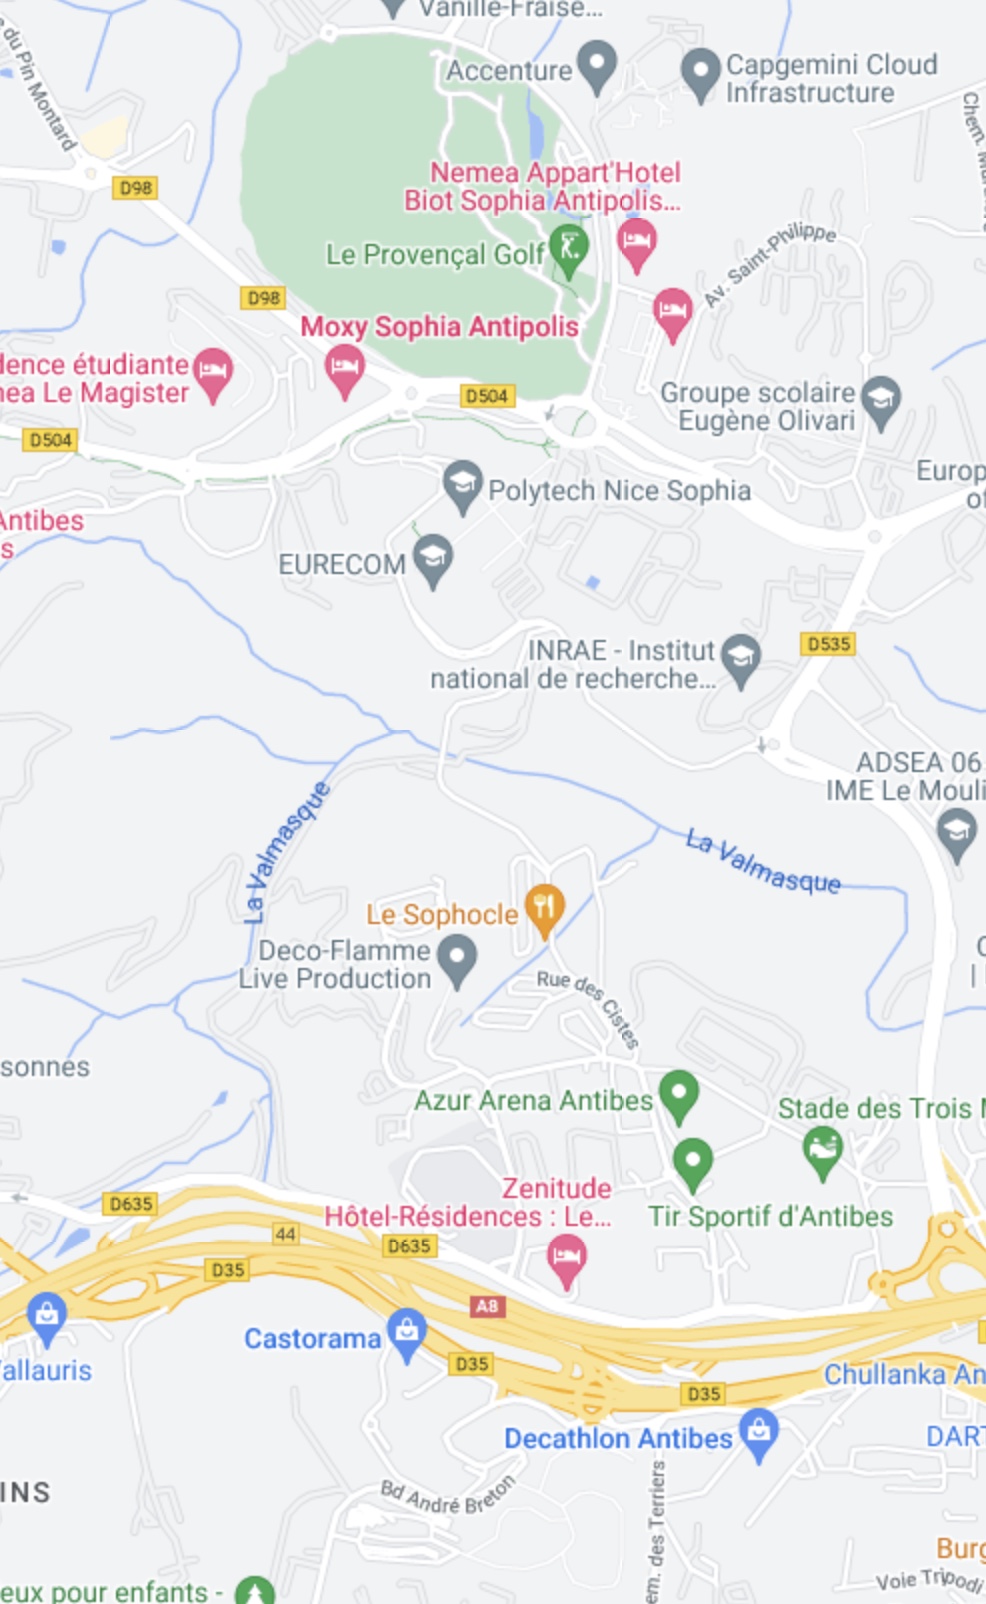 Vanille-Fraise...
du Pin Montard
Accenture
Capgemini Cloud
Infrastructure
D98
Nemea Appart'Hotel
Biot Sophia Antipolis...
Le Provençal Golf
Av. Saint-Philippe
D98
Moxy Sophia Antipolis
dence étudiante
nea Le Magister
D504
Groupe scolaire
Eugène Olivari
D504
Europ
of
Polytech Nice Sophia
Antibes
s
EURECOM
D535
INRAE - Institut
national de recherche...
ADSEA 06
IME Le Mouli
La Valmasque
La Valmasque
Le Sophocle
Deco-Flamme
Live Production
Rue des Cistes
sonnes
Azur Arena Antibes
Stade des Trois M
Zenitude
Hôtel-Résidences : Le...
Tir Sportif d'Antibes
D635
44
D635
D35
A8
Castorama
D35
allauris
Chullanka An
D35
Decathlon Antibes
DART
INS
Bd André Breton
em. des Terriers
Burg
Voie Tripodi
eux pour enfants -